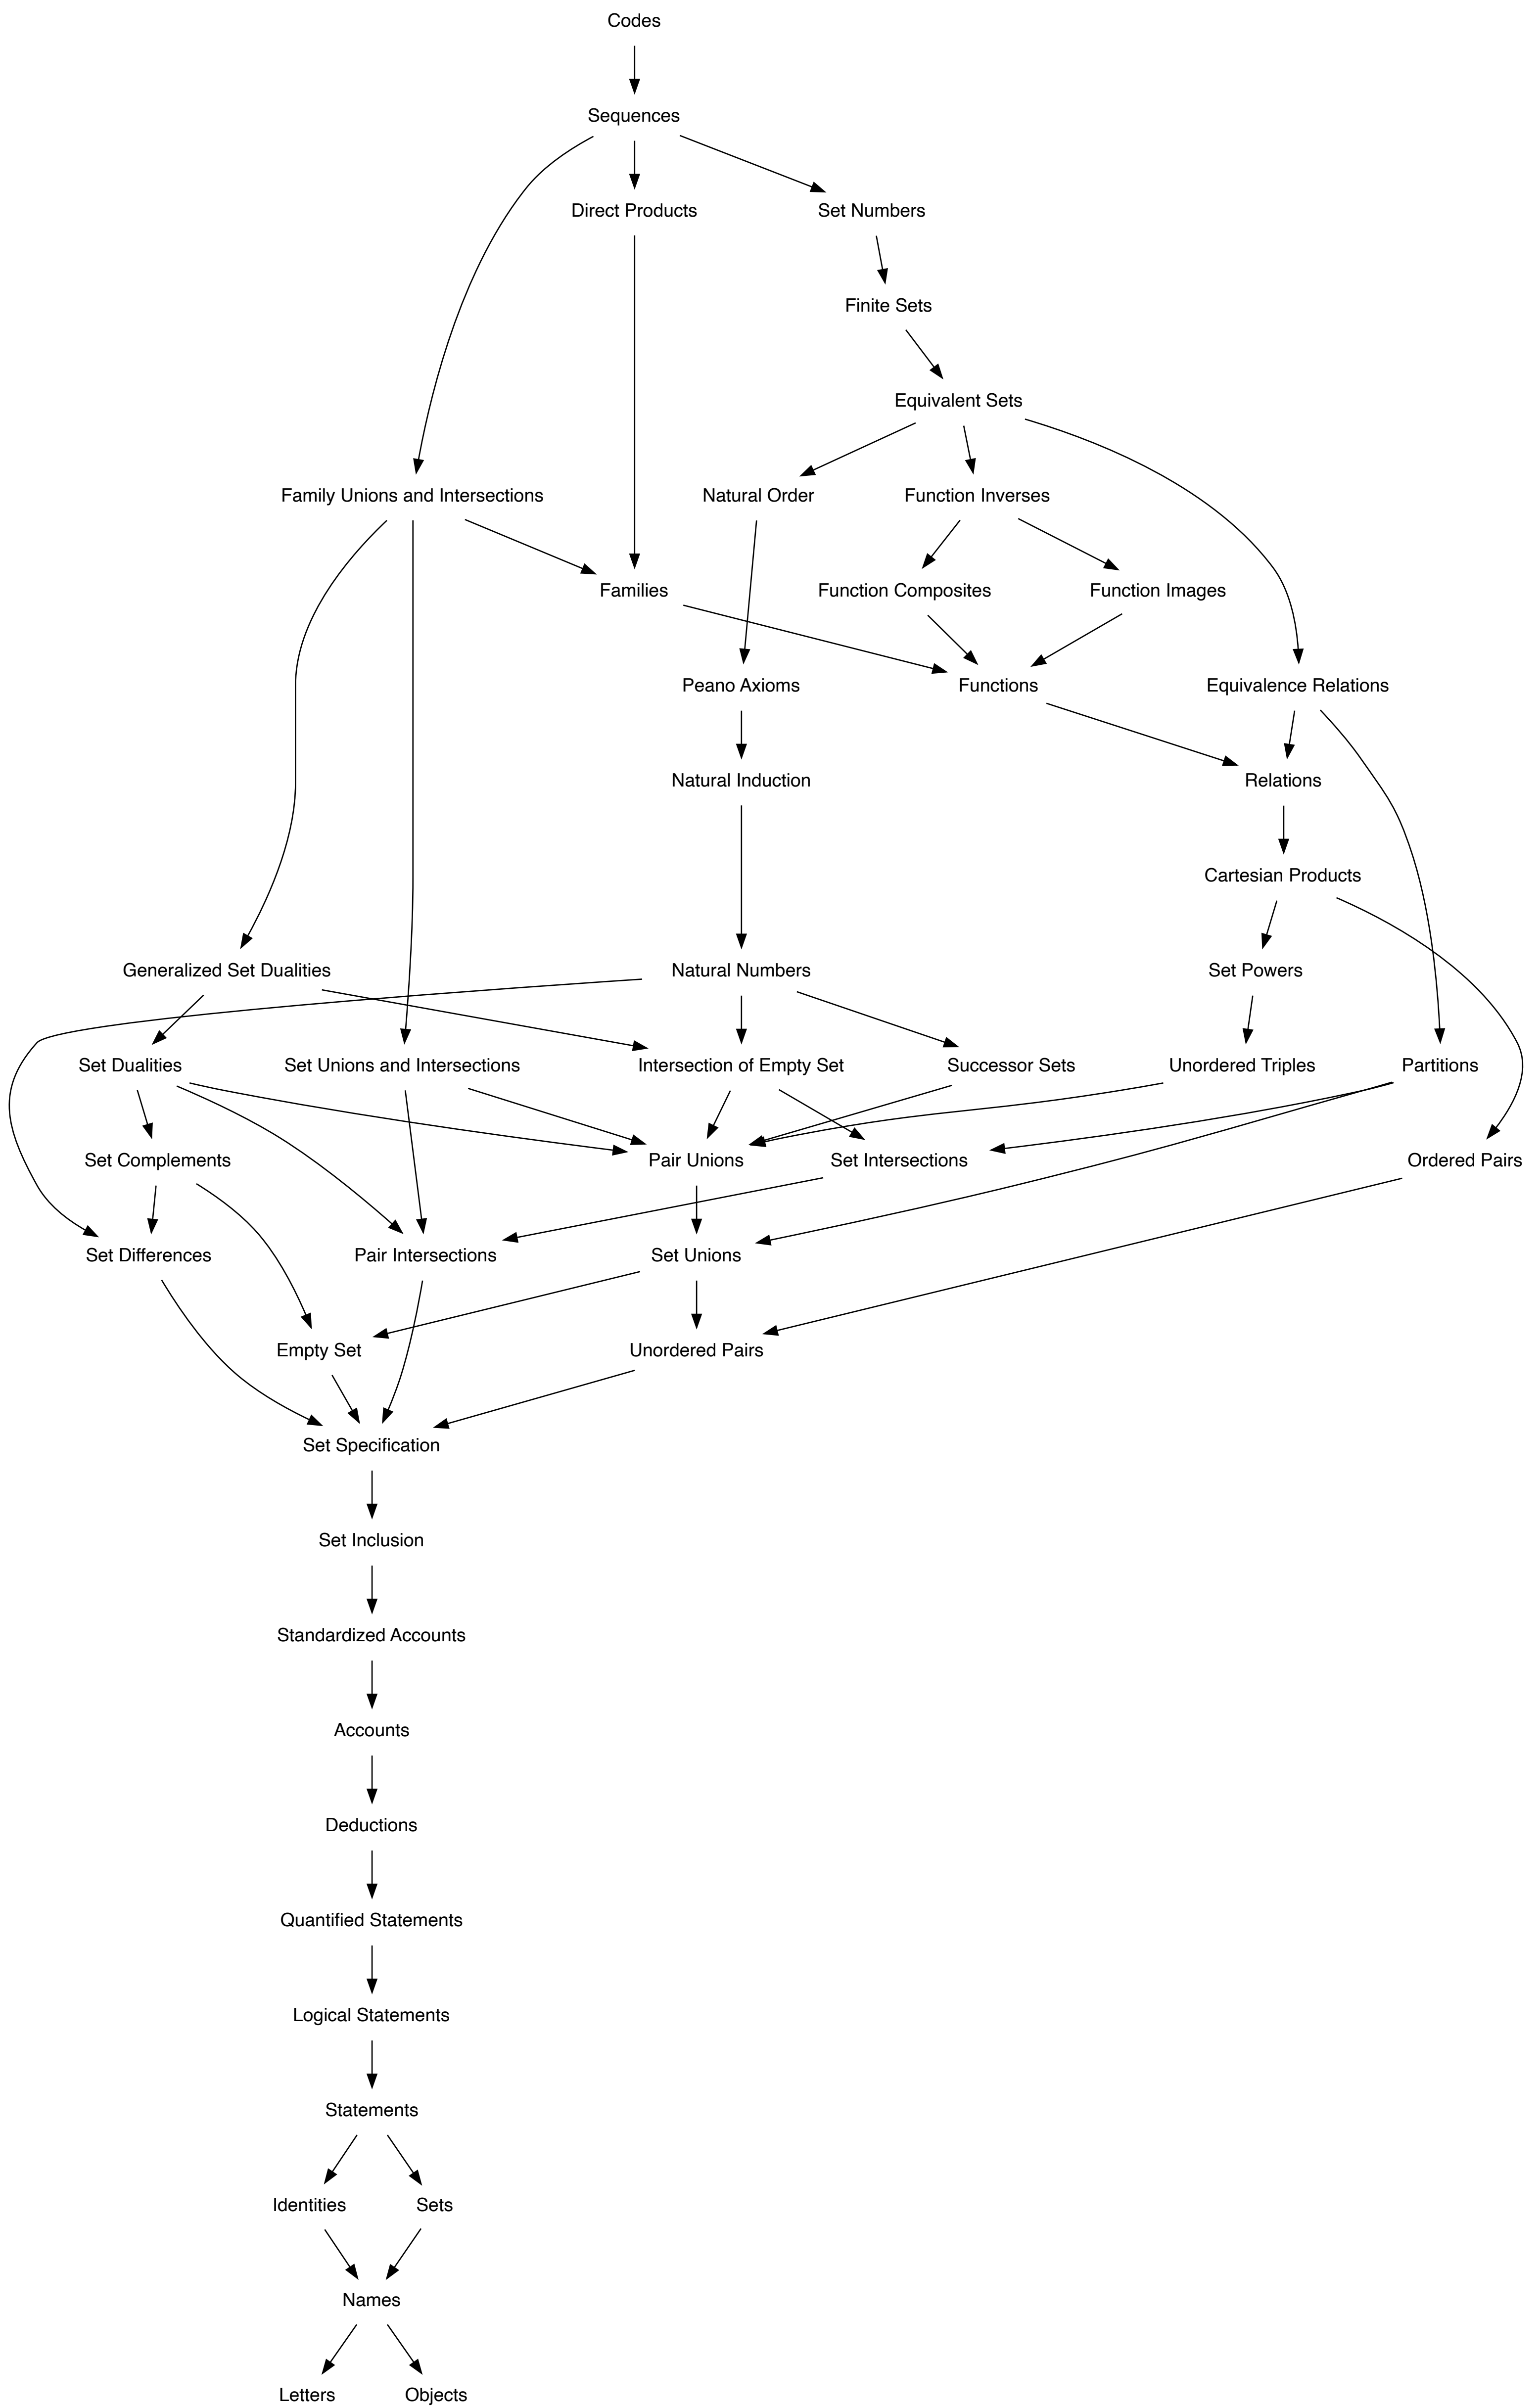 Codes
Sequences
Direct Products
Set Numbers
Finite Sets
Equivalent Sets
Family Unions and Intersections
Natural Order
Function Inverses
Families
Function Composites
Function Images
Peano Axioms
Functions
Equivalence Relations
Natural Induction
Relations
Cartesian Products
Generalized Set Dualities
Natural Numbers
Set Powers
Set Dualities
Set Unions and Intersections
Intersection of Empty Set
Successor Sets
Unordered Triples
Partitions
Set Complements
Pair Unions
Set Intersections
Ordered Pairs
Set Differences
Pair Intersections
Set Unions
Empty Set
Unordered Pairs
Set Specification
Set Inclusion
Standardized Accounts
Accounts
Deductions
Quantified Statements
Logical Statements
Statements
Identities
Sets
Names
Letters
Objects